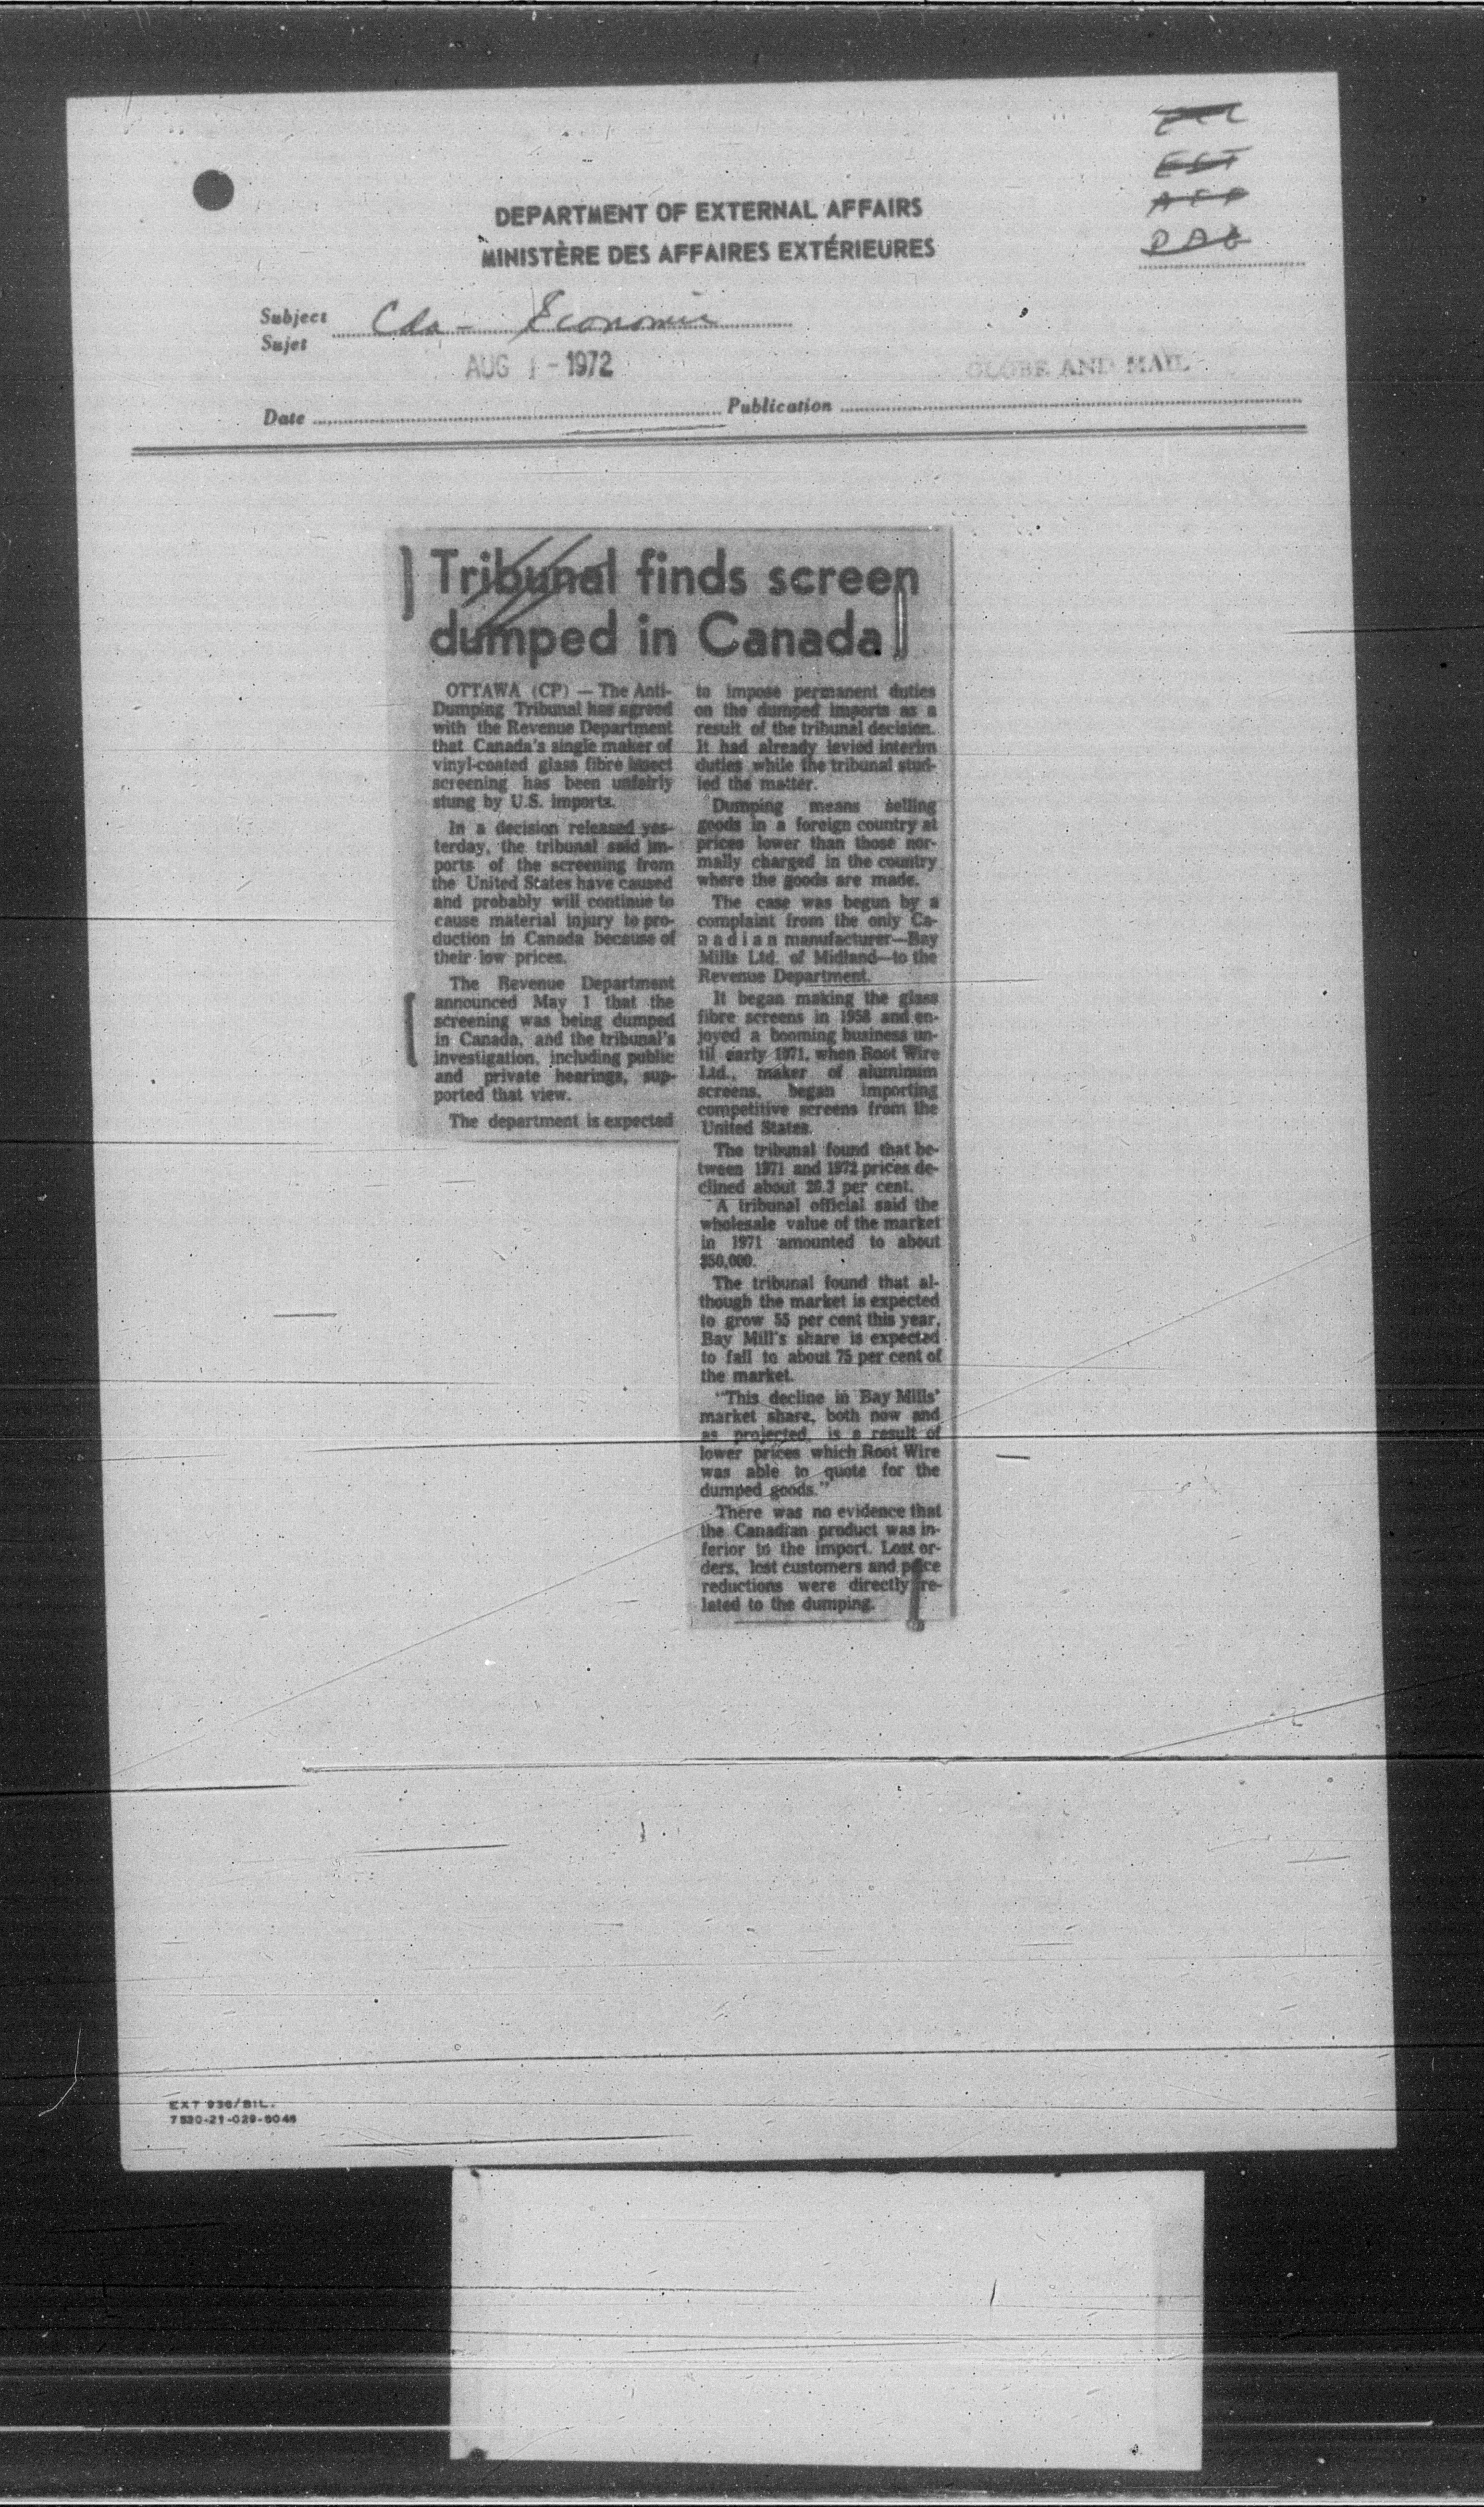 EST
AFP
DAB
DEPARTMENT OF EXTERNAL AFFAIRS
MINISTÈRE DES AFFAIRES EXTÉRIEURES
Subject Cda - Economic
Sujet
AUG 1 - 1972
GLOBE AND MAIL
Date Publication
Tribunal finds screen
dumped in Canada
OTTAWA (CP) — The Anti-
Dumping Tribunal has agreed
with the Revenue Department
that Canada's single maker of
vinyl-coated glass fibre insect
screening has been unfairly
stung by U.S. imports.
In a decision released yes-
terday, the tribunal said im-
ports of the screening from
the United States have caused
and probably will continue to
cause material injury to pro-
duction in Canada because of
their low prices.
The Revenue Department
announced May 1 that the
screening was being dumped
in Canada, and the tribunal's
investigation, including public
and private hearings, sup-
ported that view.
The department is expected
to impose permanent duties
on the dumped imports as a
result of the tribunal decision.
It had already levied interim
duties while the tribunal stud-
ied the matter.
Dumping means selling
goods in a foreign country at
prices lower than those nor-
mally charged in the country
where the goods are made.
The case was begun by a
complaint from the only Ca-
nadian manufacturer—Bay
Mills Ltd. of Midland—to the
Revenue Department.
It began making the glass
fibre screens in 1958 and en-
joyed a booming business un-
til early 1971, when Root Wire
Ltd., maker of aluminum
screens, began importing
competitive screens from the
United States.
The tribunal found that be-
tween 1971 and 1972 prices de-
clined about 26.3 per cent.
A tribunal official said the
wholesale value of the market
in 1971 amounted to about
$50,000.
The tribunal found that al-
though the market is expected
to grow 55 per cent this year,
Bay Mill's share is expected
to fall to about 75 per cent of
the market.
"This decline in Bay Mills'
market share, both now and
as projected, is a result of
lower prices which Root Wire
was able to quote for the
dumped goods."
There was no evidence that
the Canadian product was in-
ferior to the import. Lost or-
ders, lost customers and price
reductions were directly re-
lated to the dumping.
EXT 938/BIL.
7530-21-029-5046